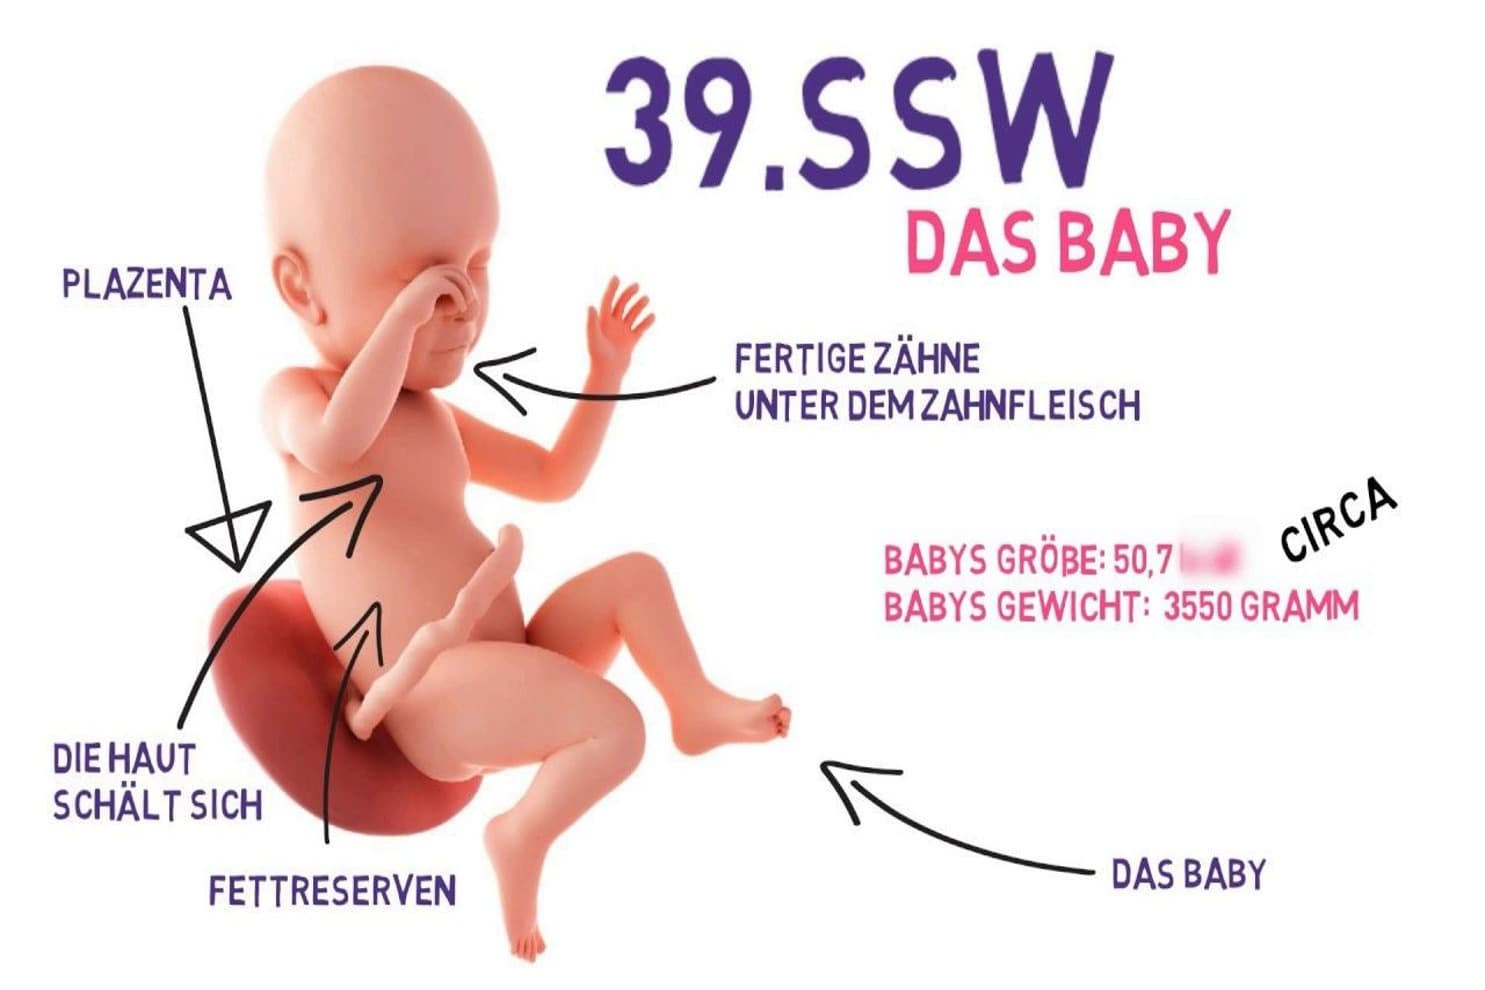 39.SSW
DAS BABY
PLAZENTA
FERTIGE ZÄHNE
UNTER DEM ZAHNFLEISCH
CIRCA
BABYS GRÖßE: 50,7
BABYS GEWICHT: 3550 GRAMM
DIE HAUT
SCHÄLT SICH
FETTRESERVEN
DAS BABY